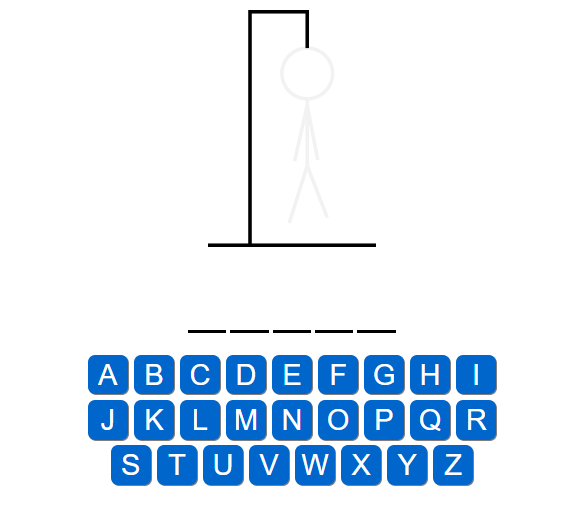 A B C D E F G H I
J K L M N O P Q R
S T U V W X Y Z